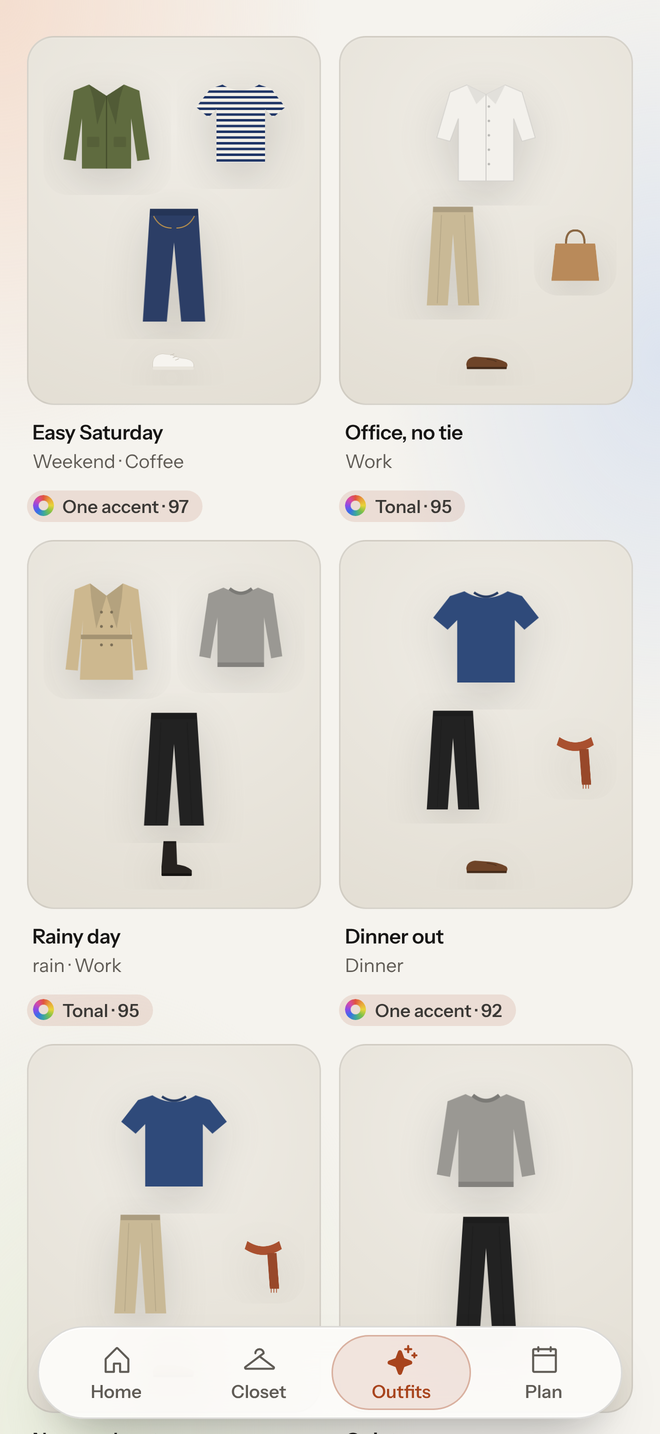 Easy Saturday
Weekend · Coffee
One accent · 97
Office, no tie
Work
Tonal · 95
Rainy day
rain · Work
Tonal · 95
Dinner out
Dinner
One accent · 92
Home
Closet
Outfits
Plan